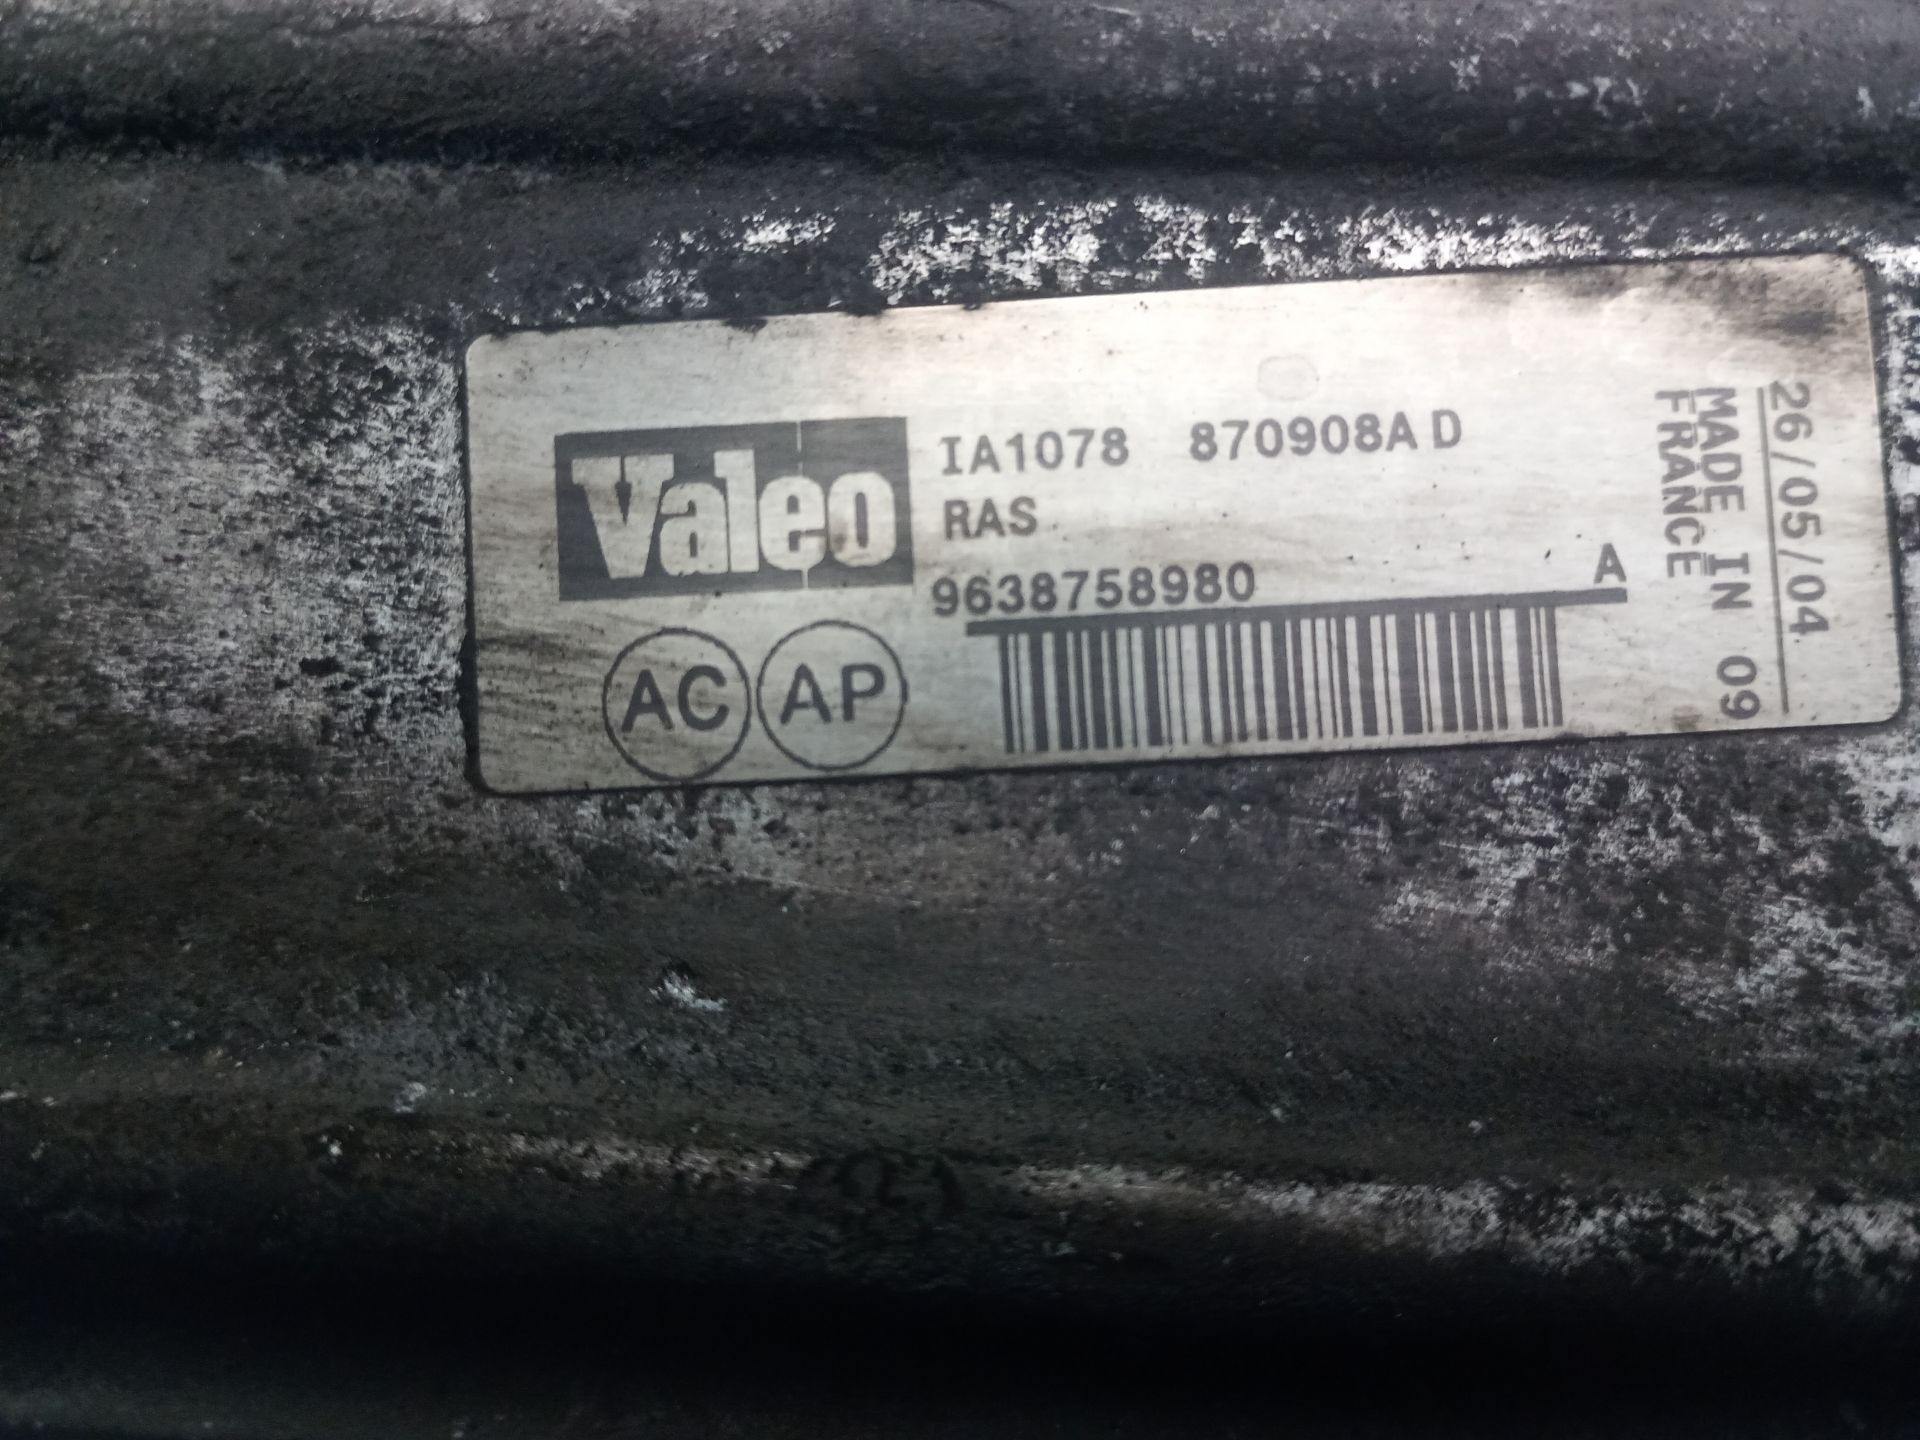 Valeo
IA1078 870908A D
RAS
9638758980 A
AC AP
26/05/04
MADE IN 09
FRANCE